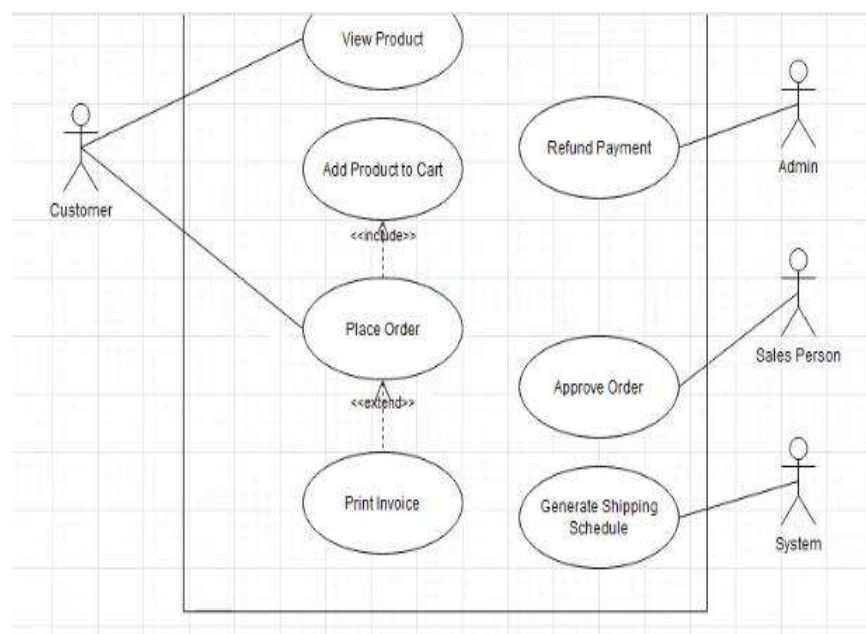 View Product
Refund Payment
Admin
Add Product to Cart
Customer
<<include>>
Place Order
Sales Person
Approve Order
<<extend>>
Print Invoice
Generate Shipping
Schedule
System